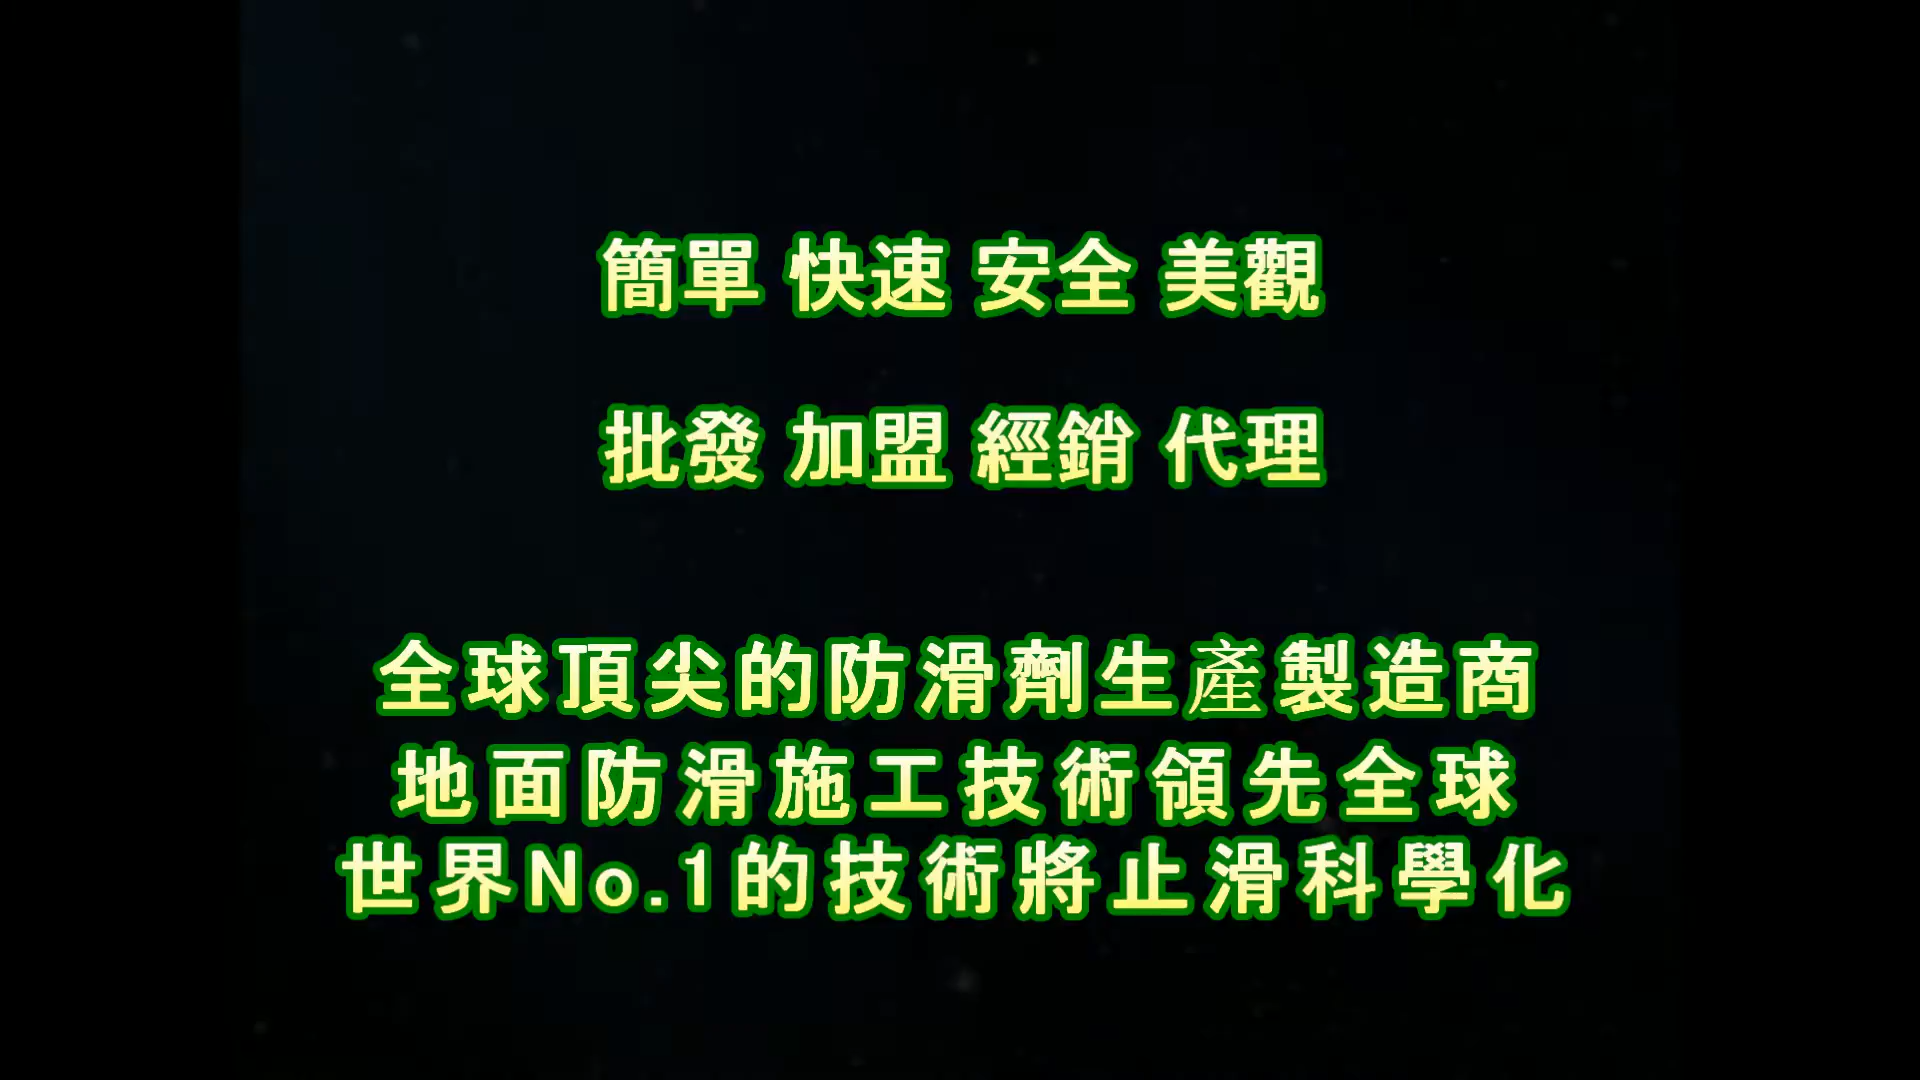 簡單 快速 安全 美觀
批發 加盟 經銷 代理
全球頂尖的防滑劑生產製造商
地面防滑施工技術領先全球
世界No.1的技術將止滑科學化